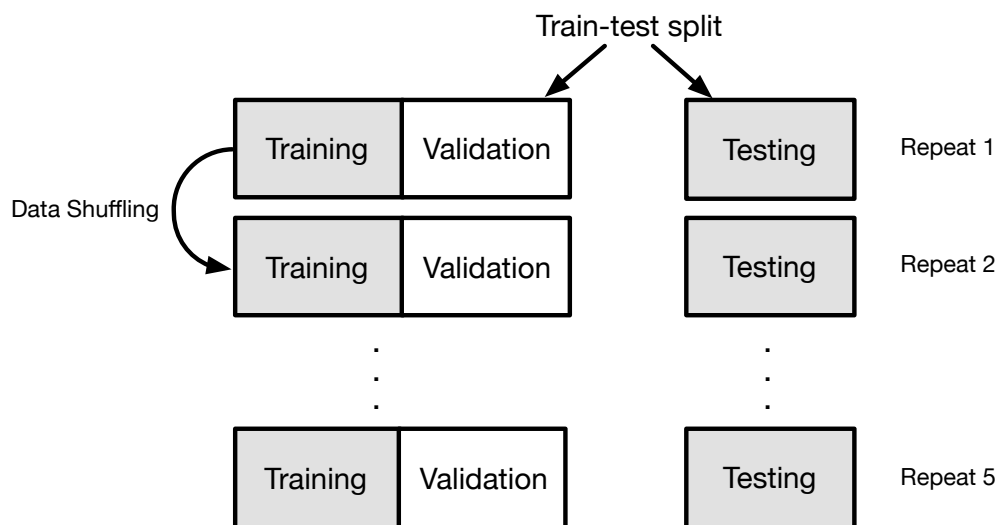 Train-test split
Training Validation Testing Repeat 1
Data Shuffling
Training Validation Testing Repeat 2
Training Validation Testing Repeat 5